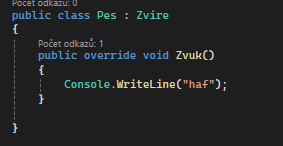 Počet odkazů: 0
public class Pes : Zvire
{
Počet odkazů: 1
public override void Zvuk()
{
Console.WriteLine("haf");
}
}